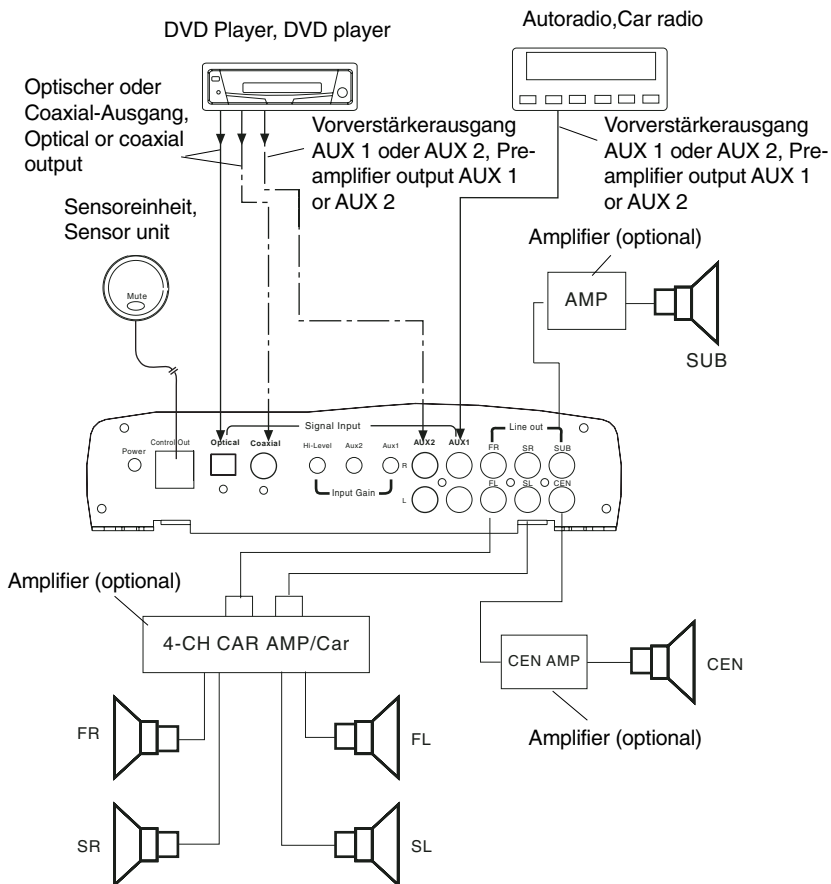 DVD Player, DVD player
Autoradio,Car radio
Optischer oder
Coaxial-Ausgang,
Optical or coaxial
output
Vorverstärkerausgang
AUX 1 oder AUX 2, Pre-
amplifier output AUX 1
or AUX 2
Vorverstärkerausgang
AUX 1 oder AUX 2, Pre-
amplifier output AUX 1
or AUX 2
Sensoreinheit,
Sensor unit
Mute
Amplifier (optional)
AMP
SUB
Signal Input
Line out
Power
Control Out
Optical
Coaxial
Hi-Level
Aux2
Aux1
AUX2
AUX1
FR
SR
SUB
R
Input Gain
L
FL
SL
CEN
Amplifier (optional)
4-CH CAR AMP/Car
CEN AMP
CEN
Amplifier (optional)
FR
FL
SR
SL